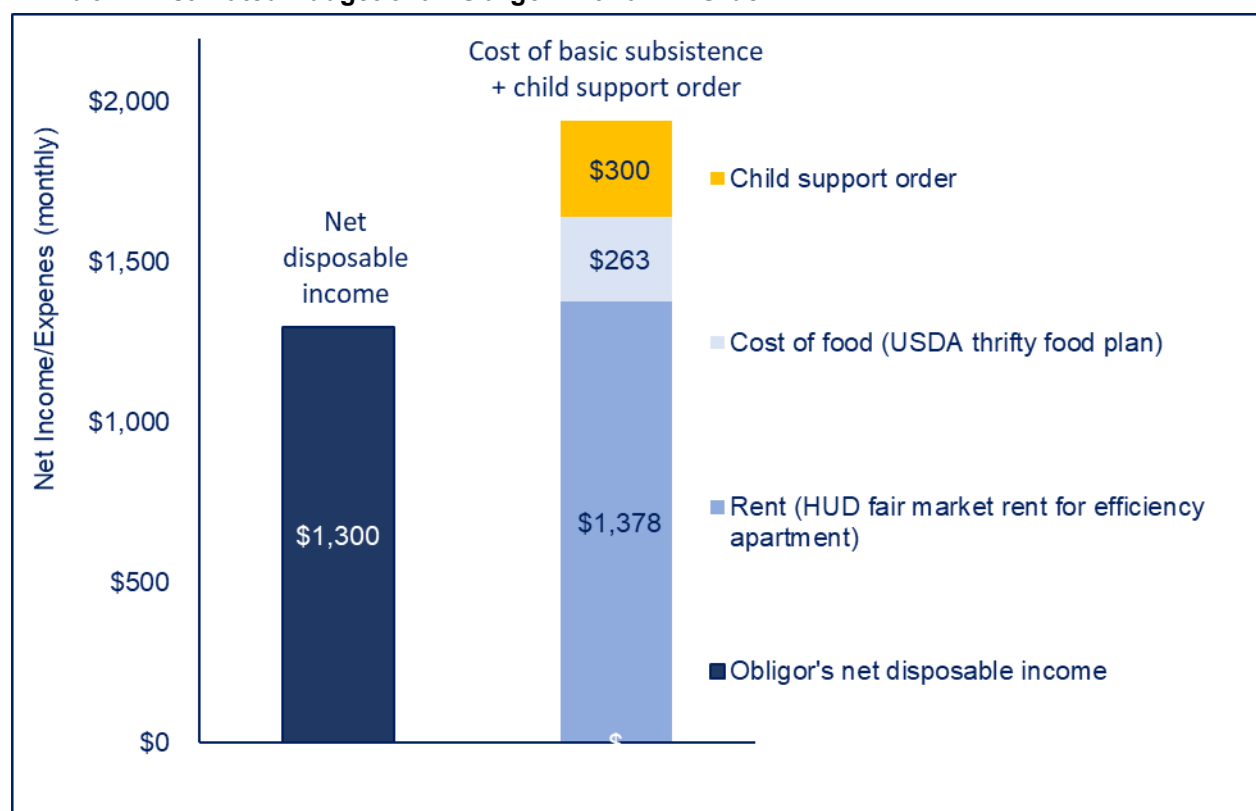 Cost of basic subsistence
+ child support order
$2,000
$1,500
$1,000
$500
$0
Net Income/Expenes (monthly)
Net
disposable
income
$1,300
$300
$263
$1,378
$
Child support order
Cost of food (USDA thrifty food plan)
Rent (HUD fair market rent for efficiency
apartment)
Obligor's net disposable income